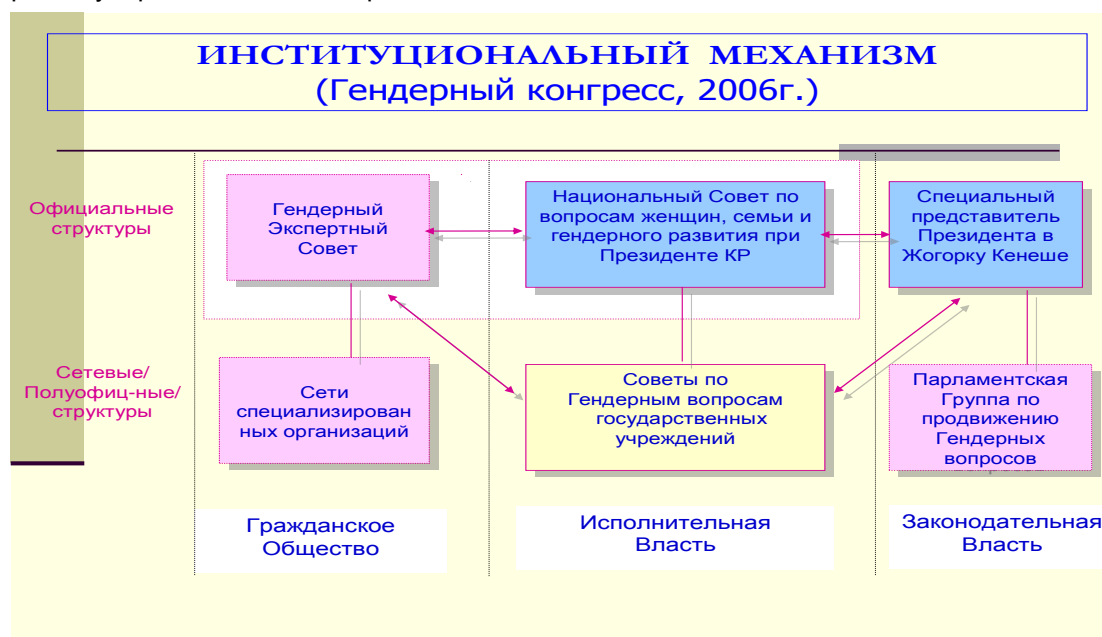 ИНСТИТУЦИОНАЛЬНЫЙ МЕХАНИЗМ
(Гендерный конгресс, 2006г.)
Официальные
структуры
Гендерный
Экспертный
Совет
Национальный Совет по
вопросам женщин, семьи и
гендерного развития при
Президенте КР
Специальный
представитель
Президента в
Жогорку Кенеше
Сетевые/
Полуофиц-ные/
структуры
Сети
специализирован
ных организаций
Советы по
Гендерным вопросам
государственных
учреждений
Парламентская
Группа по
продвижению
Гендерных
вопросов
Гражданское
Общество
Исполнительная
Власть
Законодательная
Власть